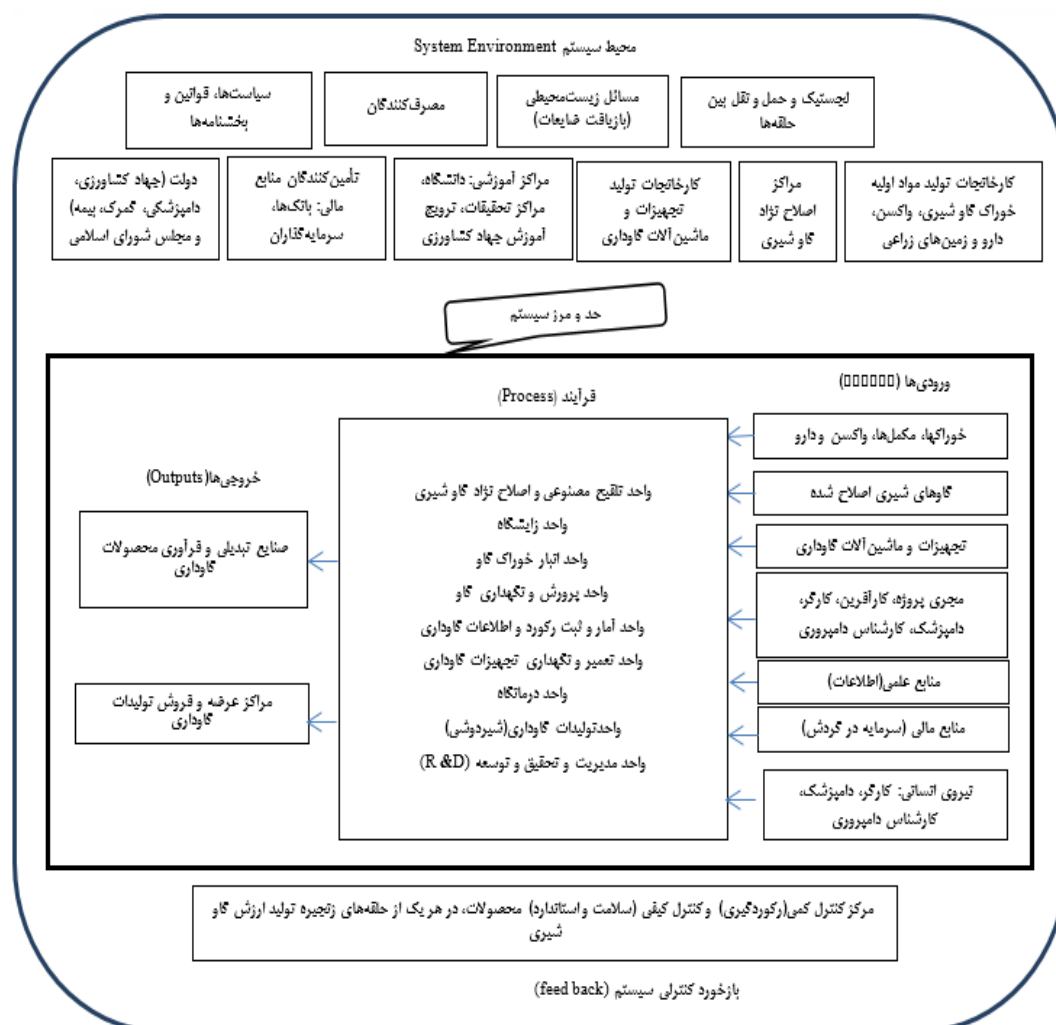 محیط سیستم System Environment
لجستیک و حمل و نقل بین
حلقه‌ها
مسائل زیست‌محیطی
(بازیافت ضایعات)
مصرف‌کنندگان
سیاست‌ها، قوانین و
بخشنامه‌ها
کارخانجات تولید مواد اولیه
خوراک گاو شیری، واکسن،
دارو و زمین‌های زراعی
مراکز
اصلاح نژاد
گاو شیری
کارخانجات تولید
تجهیزات و
ماشین‌آلات گاوداری
مراکز آموزشی: دانشگاه،
مراکز تحقیقات، ترویج
آموزش جهاد کشاورزی
تأمین‌کنندگان منابع
مالی: بانک‌ها،
سرمایه‌گذاران
دولت (جهاد کشاورزی،
دامپزشکی، گمرک، بیمه)
و مجلس شورای اسلامی
حد و مرز سیستم
ورودی‌ها (□□□□□□)
خوراکها، مکمل‌ها، واکسن و دارو
گاوهای شیری اصلاح شده
تجهیزات و ماشین‌آلات گاوداری
مجری پروژه، کارآفرین، کارگر،
دامپزشک، کارشناس دامپروری
منابع علمی(اطلاعات)
منابع مالی (سرمایه در گردش)
نیروی انسانی: کارگر، دامپزشک،
کارشناس دامپروری
فرآیند (Process)
واحد تلقیح مصنوعی و اصلاح نژاد گاو شیری
واحد زایشگاه
واحد انبار خوراک گاو
واحد پرورش و نگهداری گاو
واحد آمار و ثبت رکورد و اطلاعات گاوداری
واحد تعمیر و نگهداری تجهیزات گاوداری
واحد درمانگاه
واحدتولیدات گاوداری(شیردوشی)
واحد مدیریت و تحقیق و توسعه (R &D)
خروجی‌ها(Outputs)
صنایع تبدیلی و فرآوری محصولات
گاوداری
مراکز عرضه و فروش تولیدات
گاوداری
مرکز کنترل کمی(رکوردگیری) و کنترل کیفی (سلامت و استاندارد) محصولات، در هر یک از حلقه‌های زنجیره تولید ارزش گاو
شیری
بازخورد کنترلی سیستم (feed back)